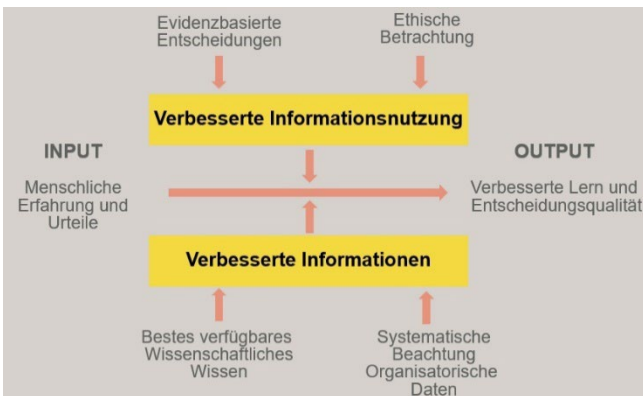 Evidenzbasierte
Entscheidungen
Ethische
Betrachtung
Verbesserte Informationsnutzung
INPUT
Menschliche
Erfahrung und
Urteile
OUTPUT
Verbesserte Lern und
Entscheidungsqualität
Verbesserte Informationen
Bestes verfügbares
Wissenschaftliches
Wissen
Systematische
Beachtung
Organisatorische
Daten